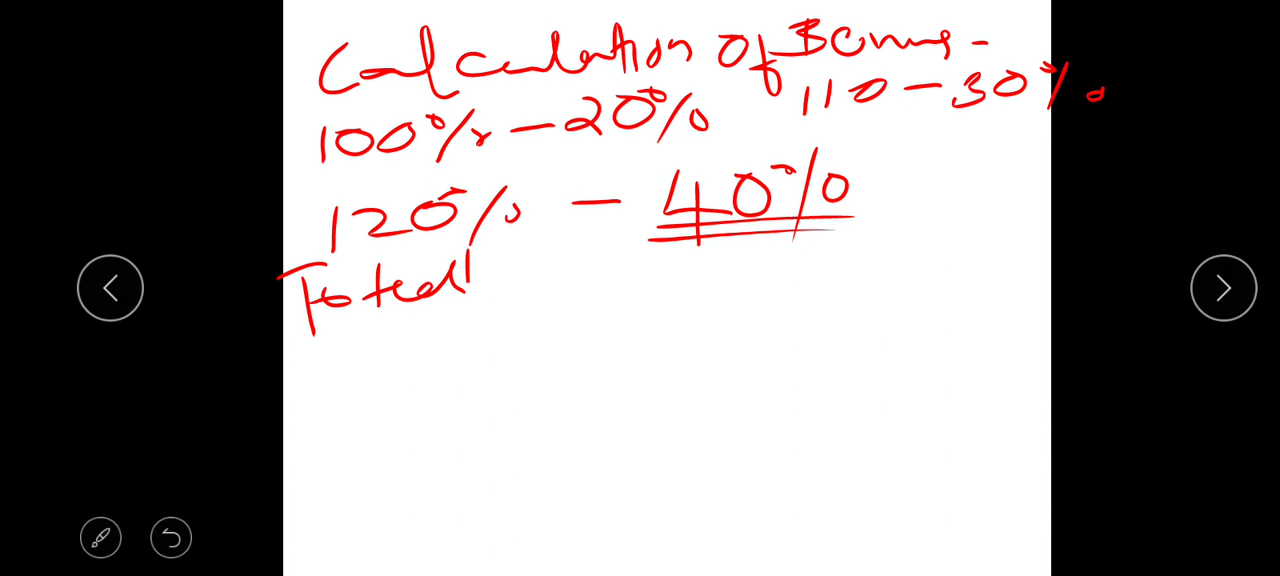 Calculation Of Bonus -
100% - 20% 110 - 30%.
120% - 40%
Total